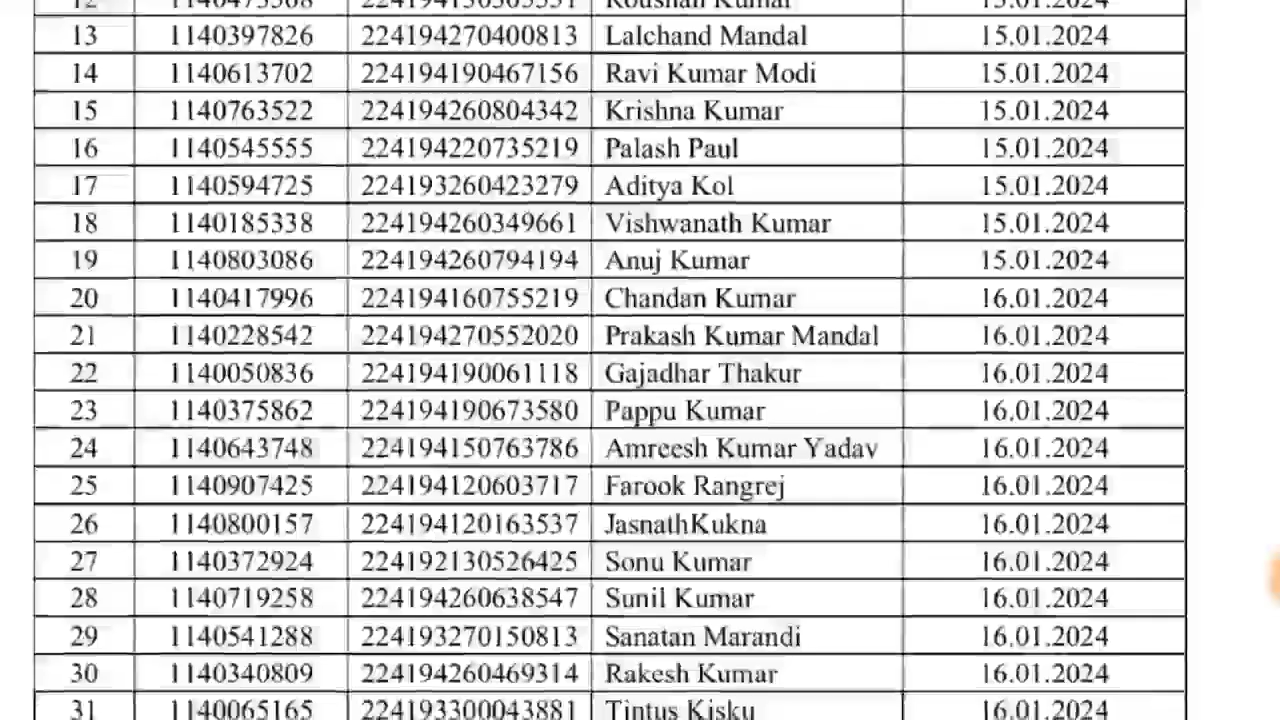 13 1140397826 224194270400813 Lalchand Mandal 15.01.2024
14 1140613702 224194190467156 Ravi Kumar Modi 15.01.2024
15 1140763522 224194260804342 Krishna Kumar 15.01.2024
16 1140545555 224194220735219 Palash Paul 15.01.2024
17 1140594725 224193260423279 Aditya Kol 15.01.2024
18 1140185338 224194260349661 Vishwanath Kumar 15.01.2024
19 1140803086 224194260794194 Anuj Kumar 15.01.2024
20 1140417996 224194160755219 Chandan Kumar 16.01.2024
21 1140228542 224194270552020 Prakash Kumar Mandal 16.01.2024
22 1140050836 224194190061118 Gajadhar Thakur 16.01.2024
23 1140375862 224194190673580 Pappu Kumar 16.01.2024
24 1140643748 224194150763786 Amreesh Kumar Yadav 16.01.2024
25 1140907425 224194120603717 Farook Rangrej 16.01.2024
26 1140800157 224194120163537 JasnathKukna 16.01.2024
27 1140372924 224192130526425 Sonu Kumar 16.01.2024
28 1140719258 224194260638547 Sunil Kumar 16.01.2024
29 1140541288 224193270150813 Sanatan Marandi 16.01.2024
30 1140340809 224194260469314 Rakesh Kumar 16.01.2024
31 1140065165 224193300043881 Tintus Kisku 16.01.2024